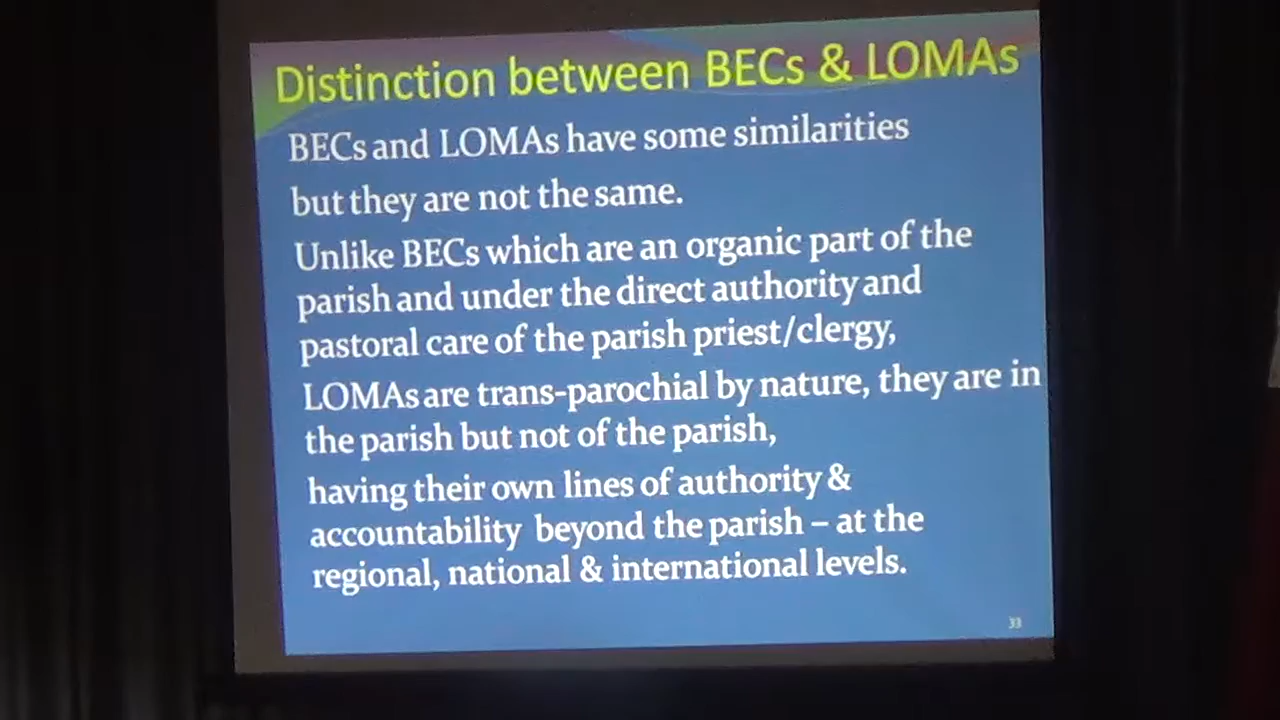 Distinction between BECs & LOMAs
BECs and LOMAs have some similarities
but they are not the same.
Unlike BECs which are an organic part of the
parish and under the direct authority and
pastoral care of the parish priest/clergy,
LOMAs are trans-parochial by nature, they are in
the parish but not of the parish,
having their own lines of authority &
accountability beyond the parish – at the
regional, national & international levels.
33